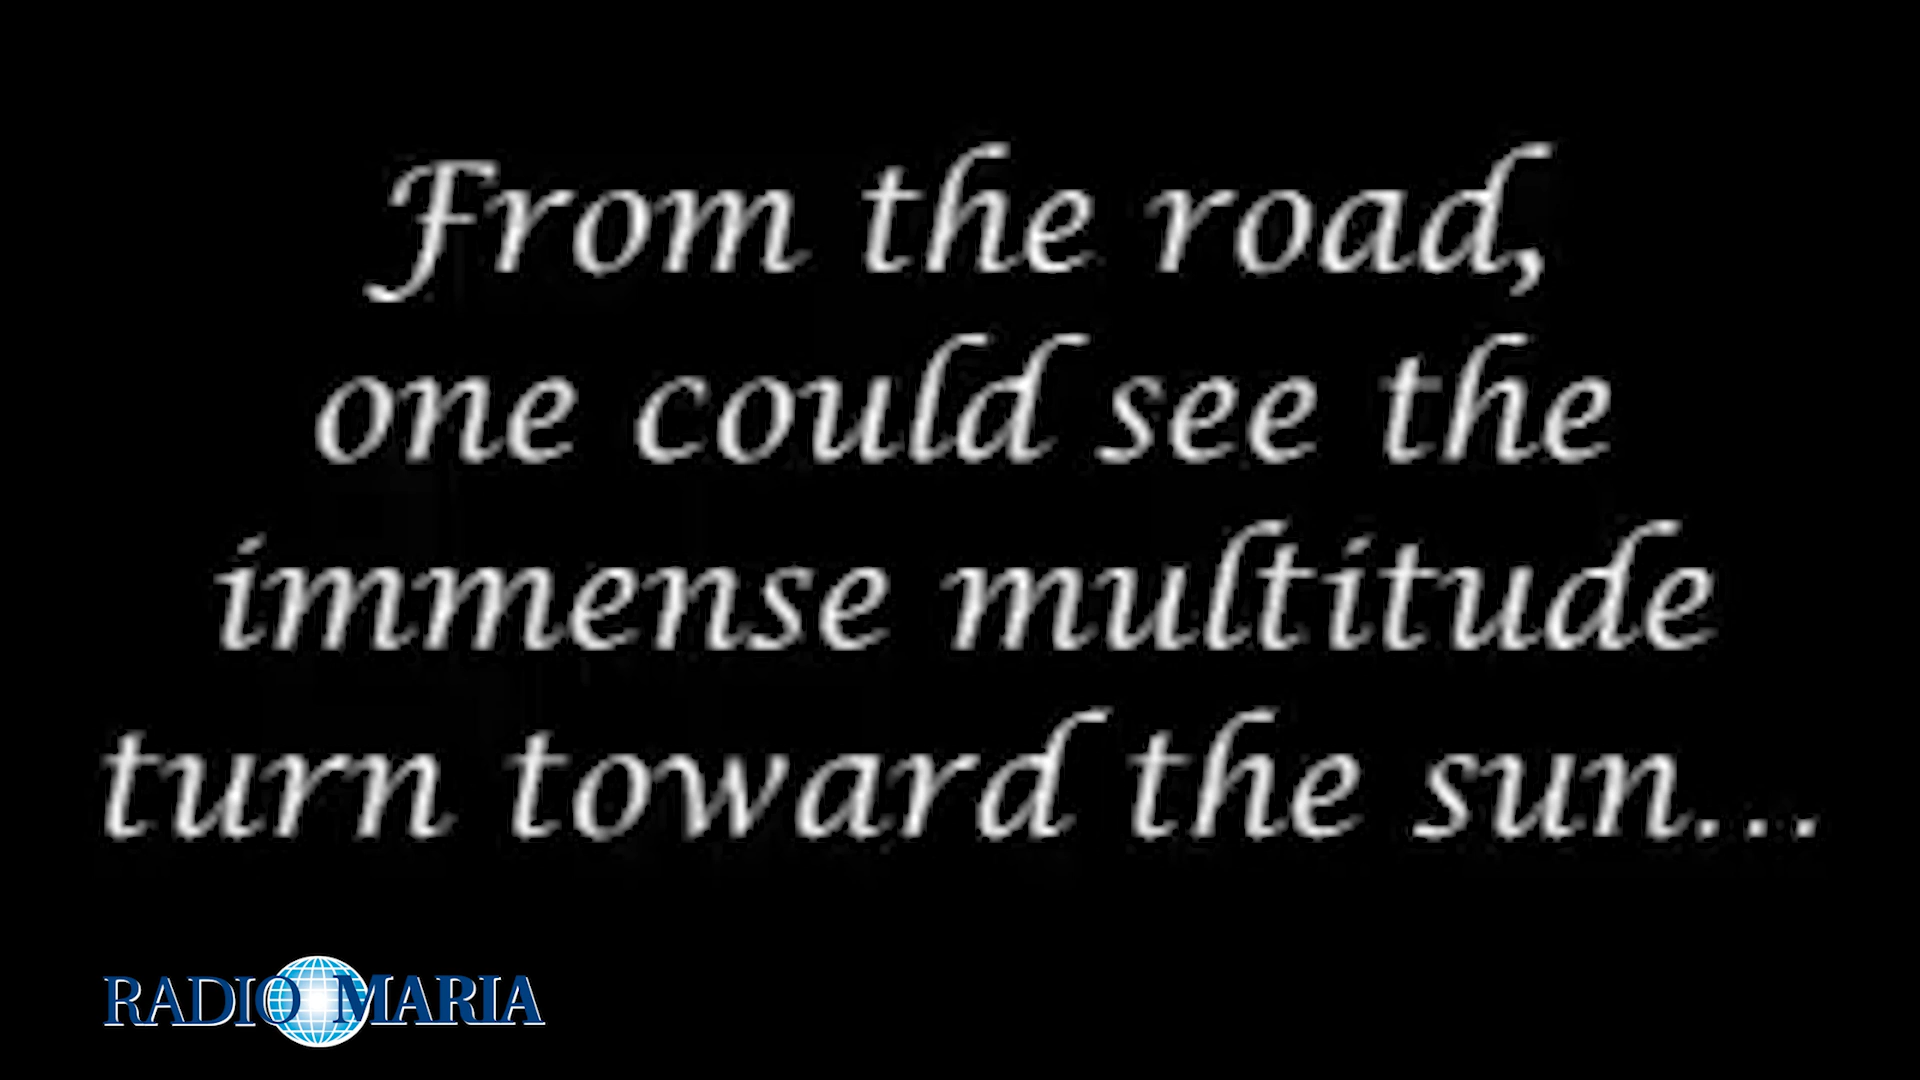 From the road,
one could see the
immense multitude
turn toward the sun...
RADIO MARIA